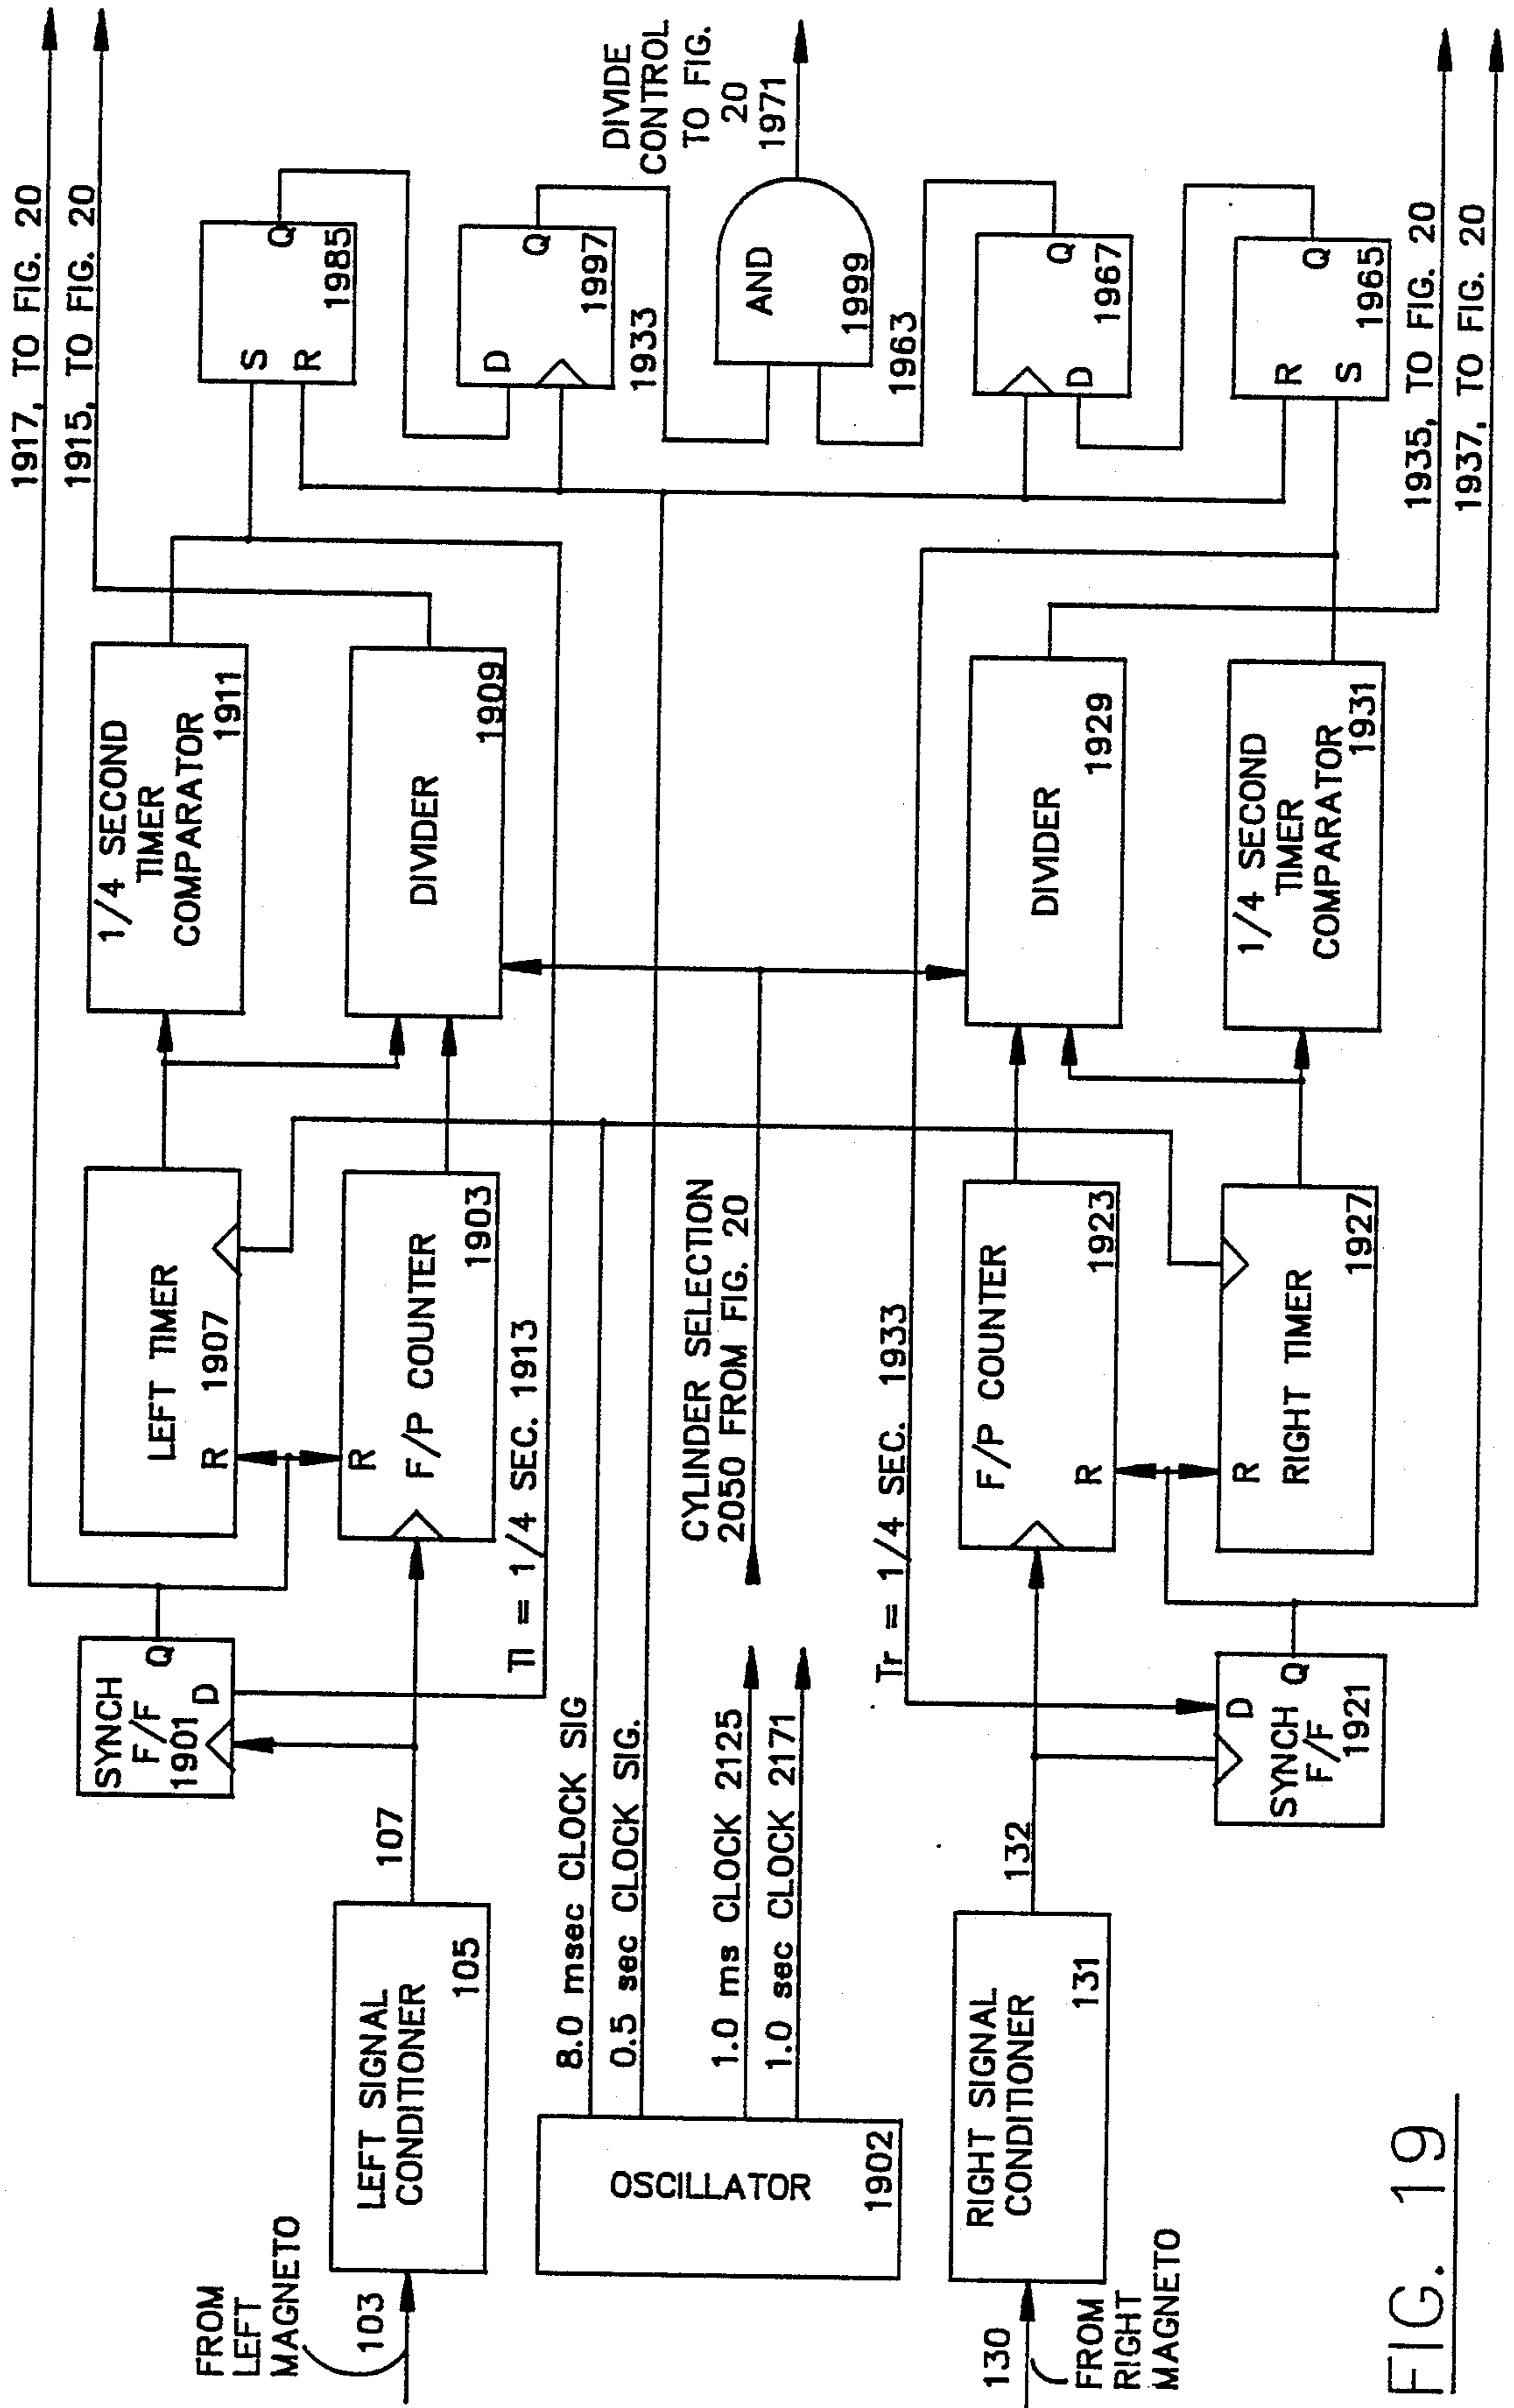 FROM
LEFT
MAGNETO
103
LEFT SIGNAL
CONDITIONER
105
107
SYNCH
F/F
1901
D
Q
1917, TO FIG. 20
1915, TO FIG. 20
LEFT TIMER
R 1907
R
F/P COUNTER
1903
1/4 SECOND
TIMER
COMPARATOR
1911
DIVIDER
1909
S
R
Q
1985
D
Q
1997
1933
Tl = 1/4 SEC. 1913
8.0 msec CLOCK SIG
0.5 sec CLOCK SIG.
1.0 ms CLOCK 2125
1.0 sec CLOCK 2171
OSCILLATOR
1902
CYLINDER SELECTION
2050 FROM FIG. 20
AND
1999
DIVIDE
CONTROL
TO FIG.
20
1971
1963
Tr = 1/4 SEC. 1933
130
FROM
RIGHT
MAGNETO
RIGHT SIGNAL
CONDITIONER
131
132
D
Q
SYNCH
F/F
1921
F/P COUNTER
R
1923
R
RIGHT TIMER
1927
DIVIDER
1929
1/4 SECOND
TIMER
COMPARATOR
1931
D
Q
1967
R
S
Q
1965
1935, TO FIG. 20
1937, TO FIG. 20
FIG. 19